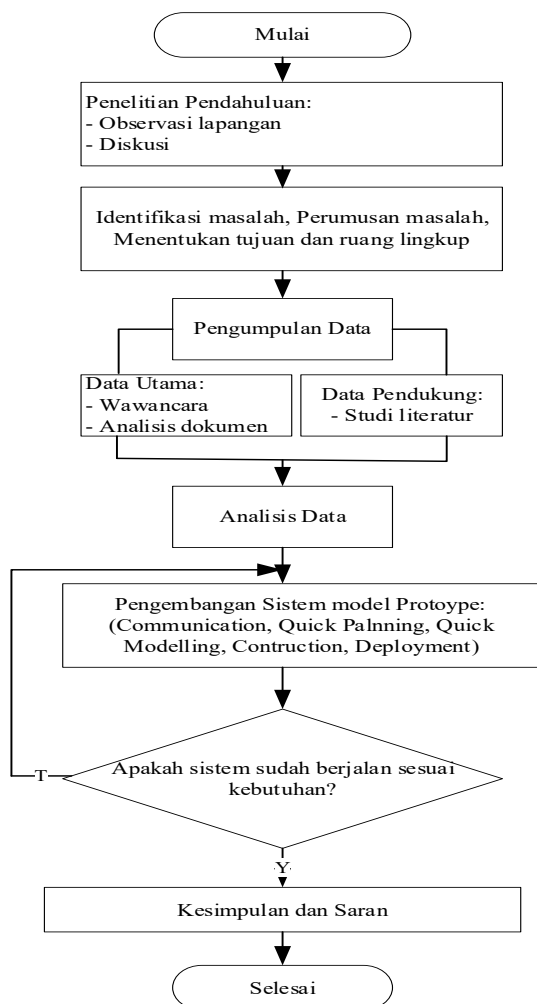 Mulai
Penelitian Pendahuluan:
- Observasi lapangan
- Diskusi
Identifikasi masalah, Perumusan masalah,
Menentukan tujuan dan ruang lingkup
Pengumpulan Data
Data Utama:
- Wawancara
- Analisis dokumen
Data Pendukung:
- Studi literatur
Analisis Data
Pengembangan Sistem model Protoype:
(Communication, Quick Palnning, Quick
Modelling, Contruction, Deployment)
Apakah sistem sudah berjalan sesuai
kebutuhan?
T
Y
Kesimpulan dan Saran
Selesai